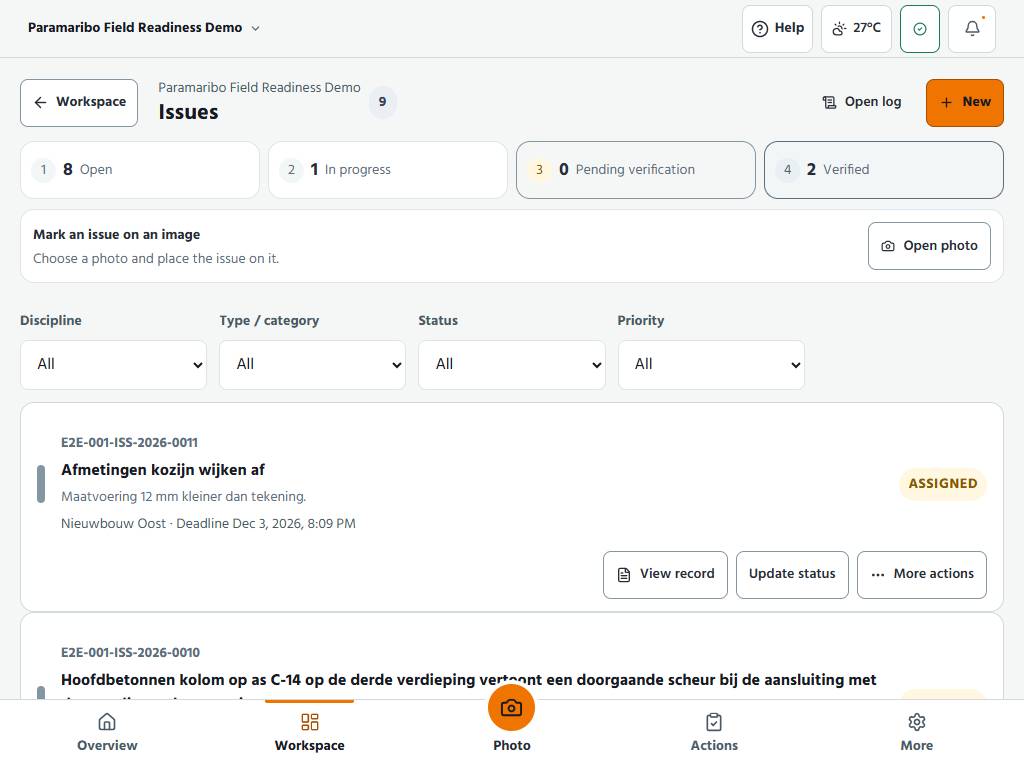 Paramaribo Field Readiness Demo
Help
27°C
Workspace
Paramaribo Field Readiness Demo
Issues
9
Open log
New
1 8 Open
2 1 In progress
3 0 Pending verification
4 2 Verified
Mark an issue on an image
Choose a photo and place the issue on it.
Open photo
Discipline
Type / category
Status
Priority
All
All
All
All
E2E-001-ISS-2026-0011
Afmetingen kozijn wijken af
Maatvoering 12 mm kleiner dan tekening.
Nieuwbouw Oost · Deadline Dec 3, 2026, 8:09 PM
ASSIGNED
View record
Update status
More actions
E2E-001-ISS-2026-0010
Hoofdbetonnen kolom op as C-14 op de derde verdieping vertoont een doorgaande scheur bij de aansluiting met
Overview
Workspace
Photo
Actions
More